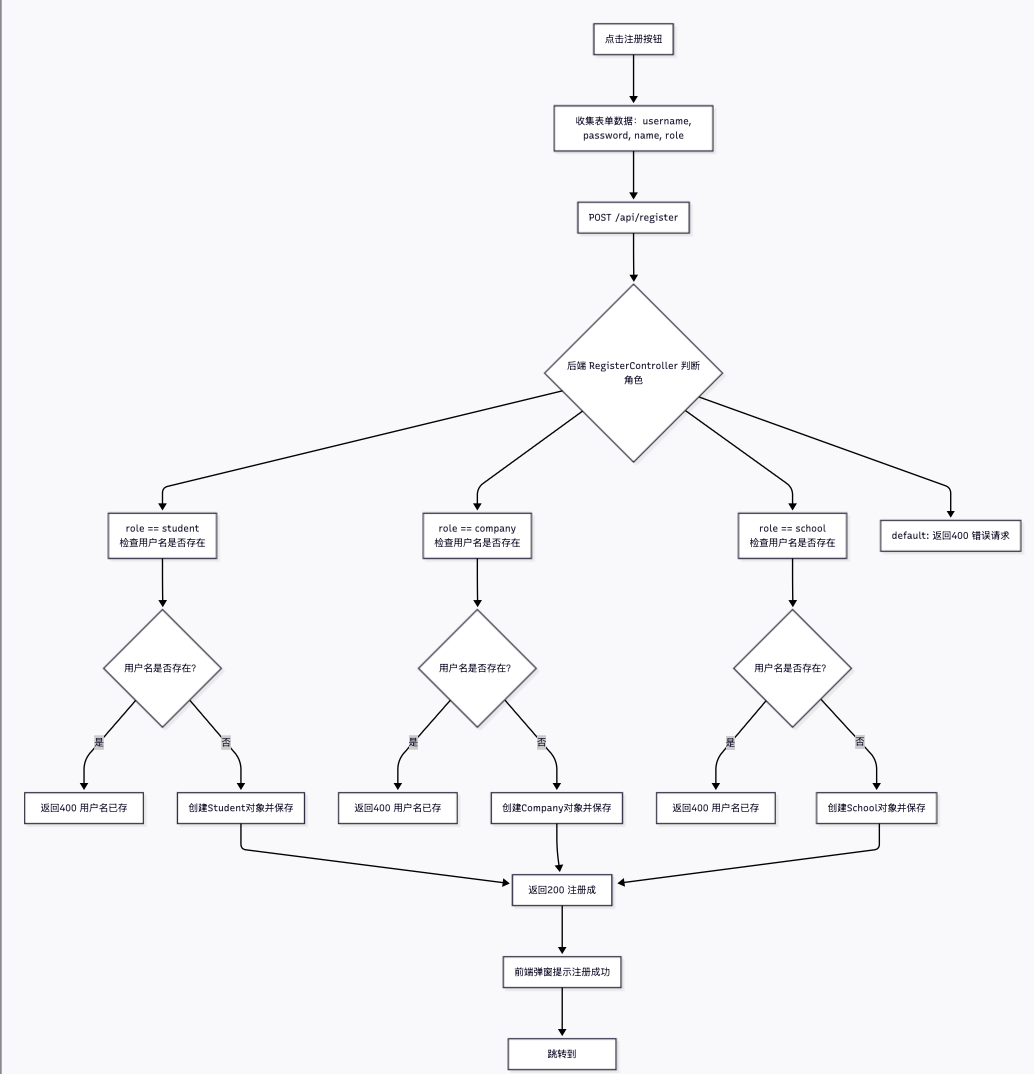 点击注册按钮
收集表单数据：username,
password, name, role
POST /api/register
后端 RegisterController 判断
角色
role == student
检查用户名是否存在
role == company
检查用户名是否存在
role == school
检查用户名是否存在
default: 返回400 错误请求
用户名是否存在?
用户名是否存在?
用户名是否存在?
是
否
是
否
是
否
返回400 用户名已存
创建Student对象并保存
返回400 用户名已存
创建Company对象并保存
返回400 用户名已存
创建School对象并保存
返回200 注册成
前端弹窗提示注册成功
跳转到